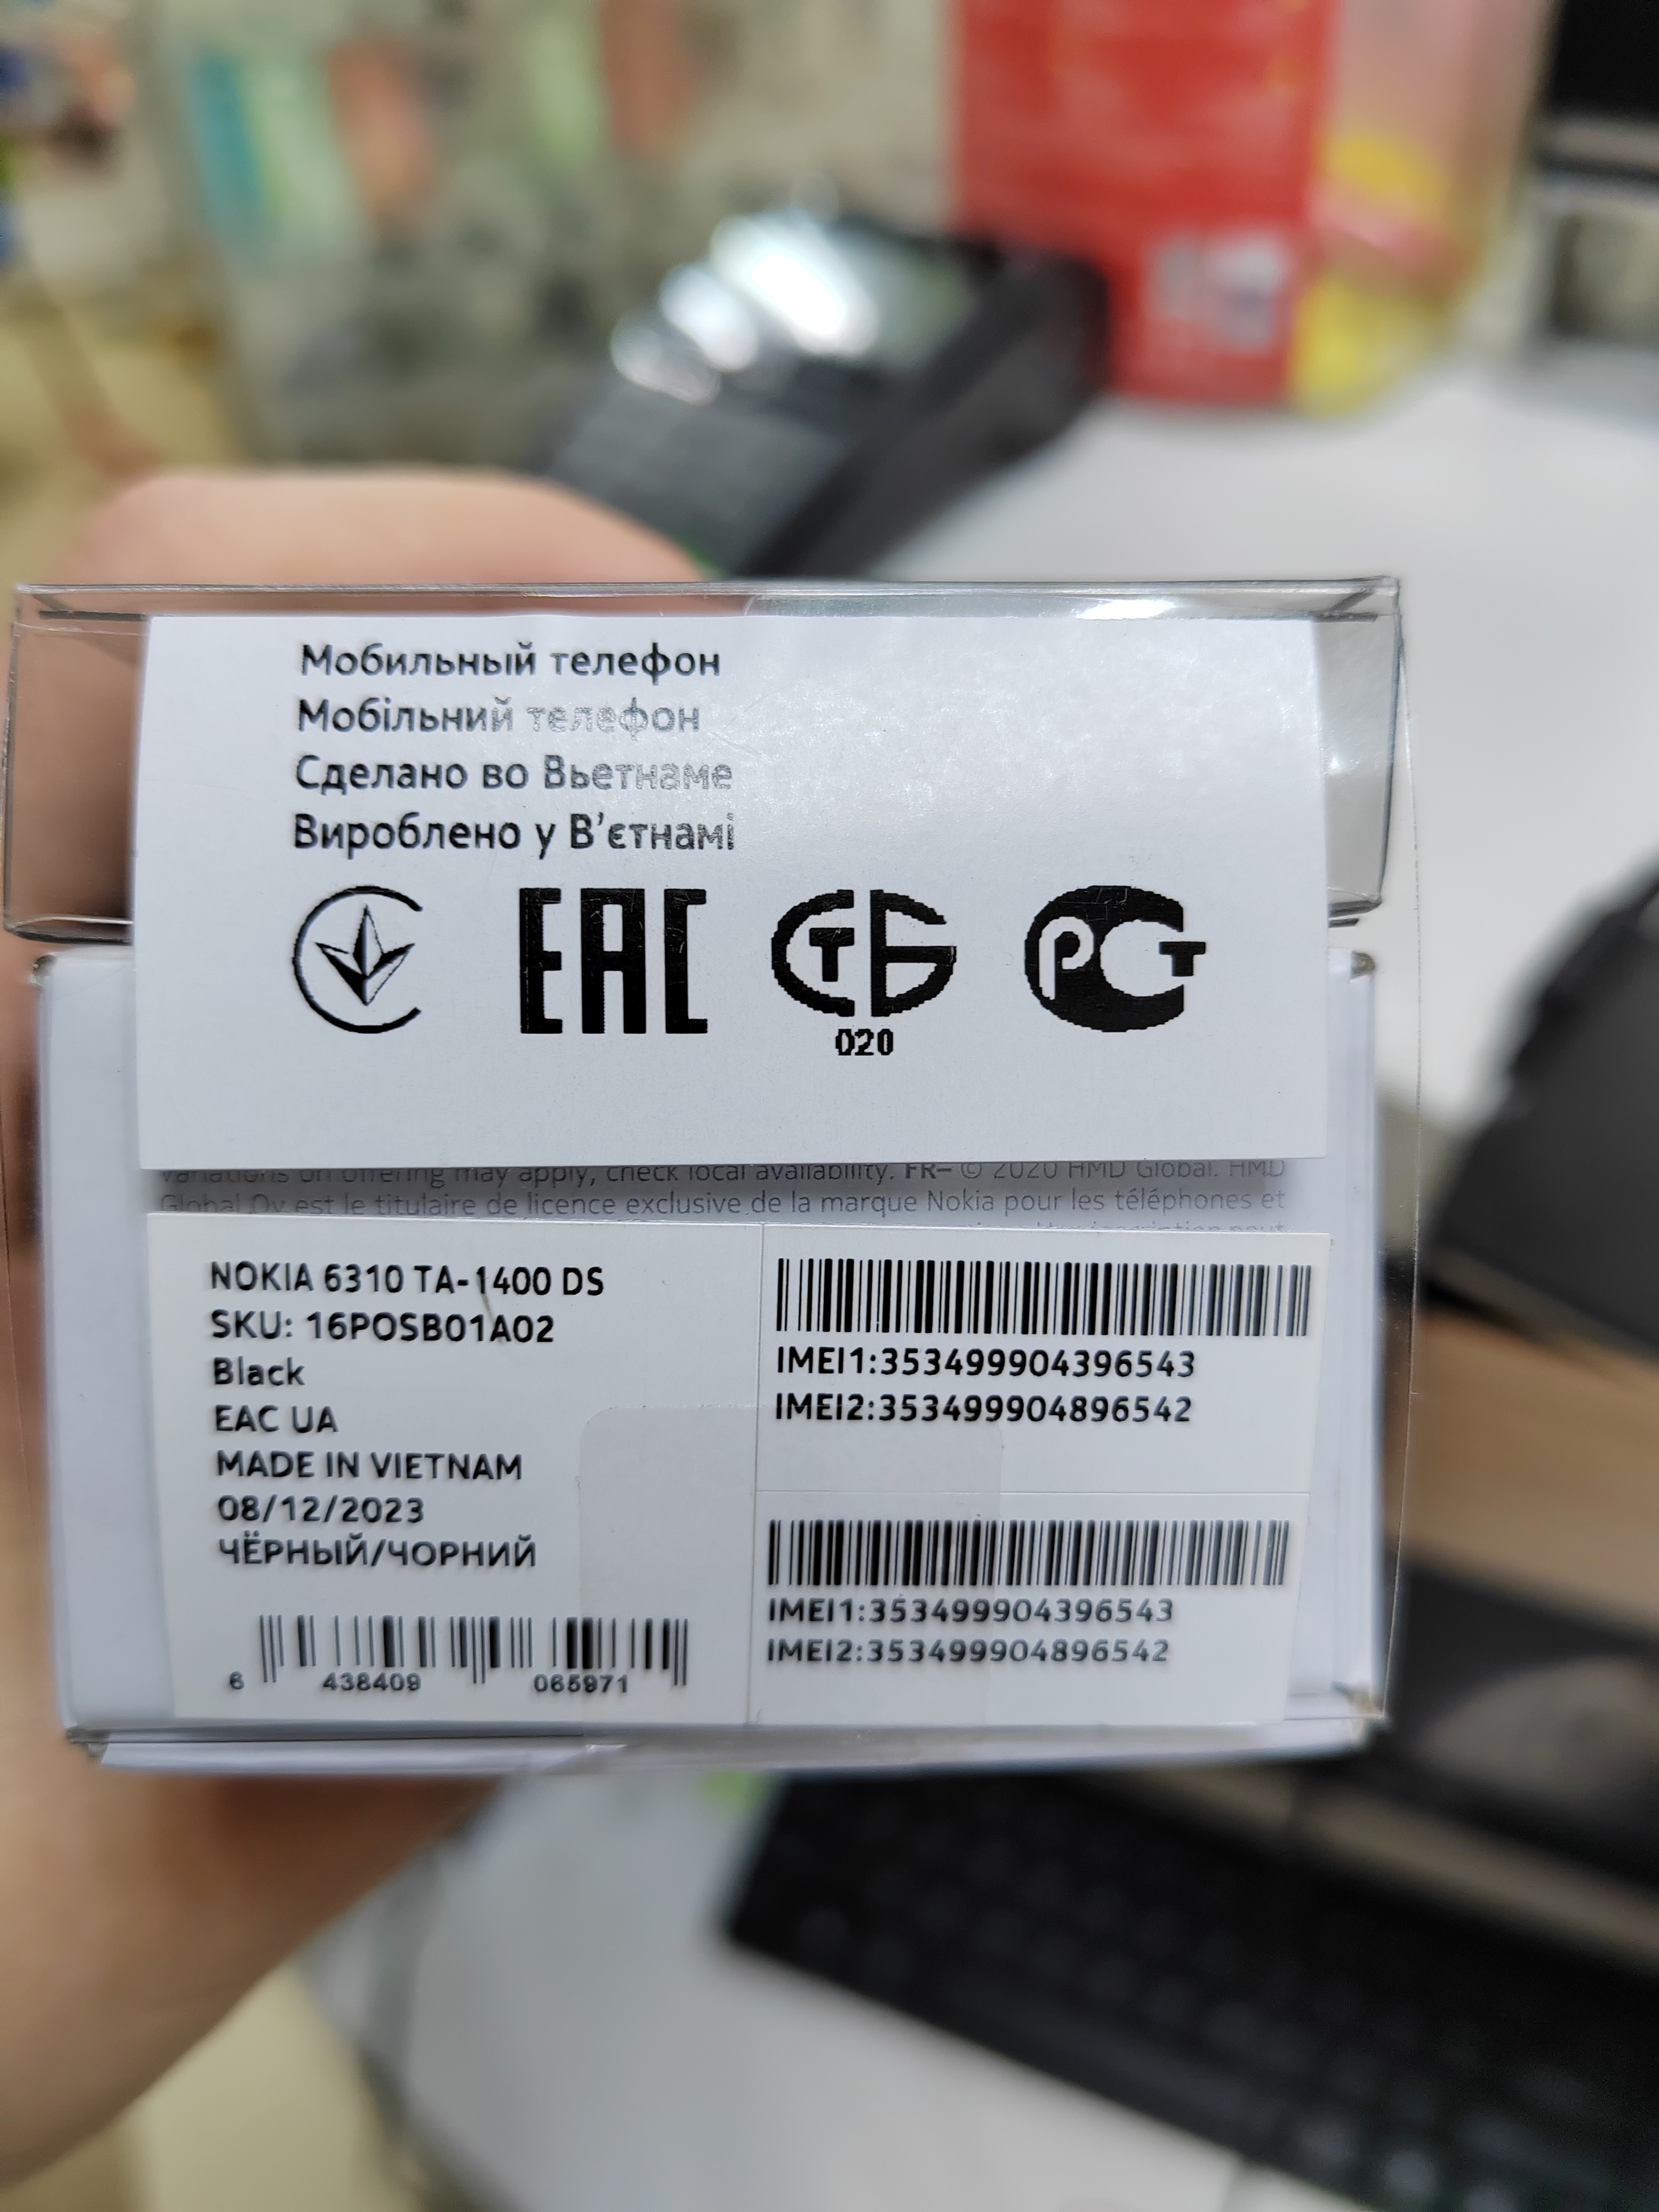 Мобильный телефон
Мобільний телефон
Сделано во Вьетнаме
Вироблено у В'єтнамі
EAC СТБ РСТ
020
variations on offering may apply, check local availability. FR– © 2020 HMD Global. HMD
Global Oy est le titulaire de licence exclusive de la marque Nokia pour les téléphones et
NOKIA 6310 TA-1400 DS
SKU: 16POSB01A02
Black
EAC UA
MADE IN VIETNAM
08/12/2023
ЧЁРНЫЙ/ЧОРНИЙ
6 438409 065971
IMEI1:353499904396543
IMEI2:353499904896542
IMEI1:353499904396543
IMEI2:353499904896542